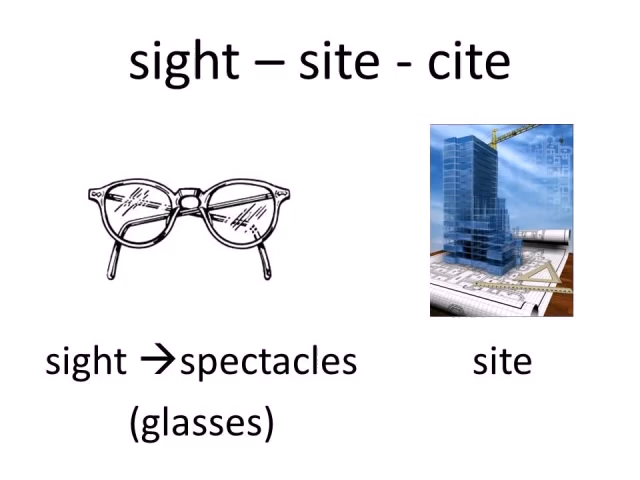 sight – site - cite
sight →spectacles
(glasses)
site